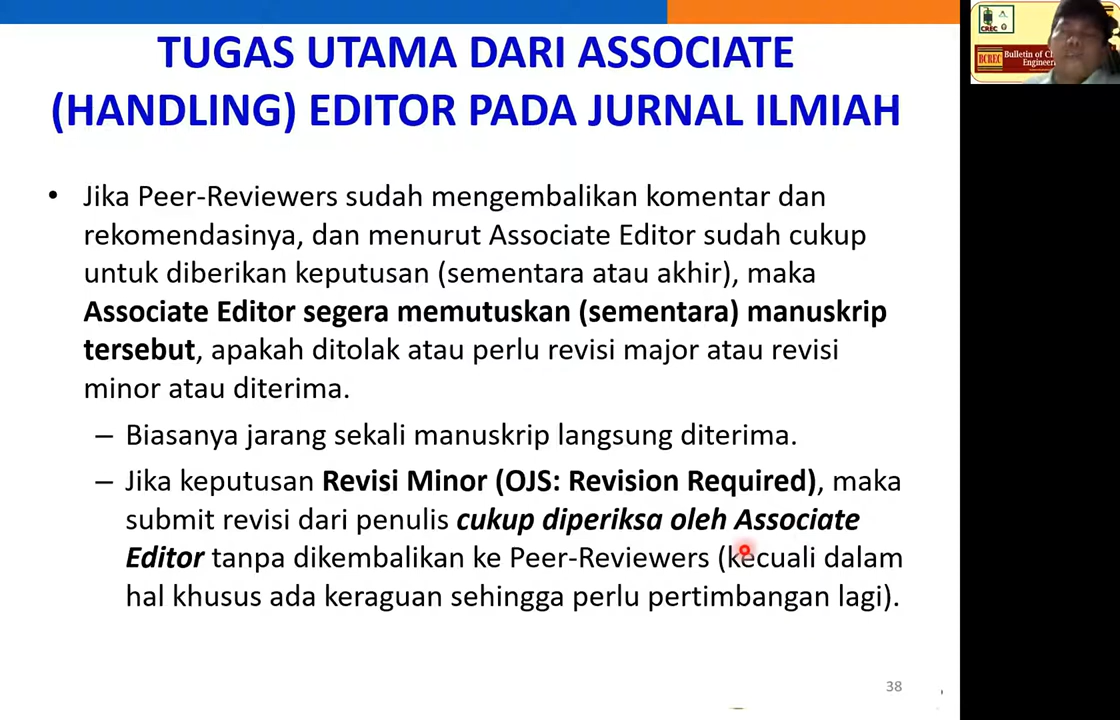 TUGAS UTAMA DARI ASSOCIATE
(HANDLING) EDITOR PADA JURNAL ILMIAH
• Jika Peer-Reviewers sudah mengembalikan komentar dan
rekomendasinya, dan menurut Associate Editor sudah cukup
untuk diberikan keputusan (sementara atau akhir), maka
Associate Editor segera memutuskan (sementara) manuskrip
tersebut, apakah ditolak atau perlu revisi major atau revisi
minor atau diterima.
– Biasanya jarang sekali manuskrip langsung diterima.
– Jika keputusan Revisi Minor (OJS: Revision Required), maka
submit revisi dari penulis cukup diperiksa oleh Associate
Editor tanpa dikembalikan ke Peer-Reviewers (kecuali dalam
hal khusus ada keraguan sehingga perlu pertimbangan lagi).
38
CREC
BCREC
Bulletin of